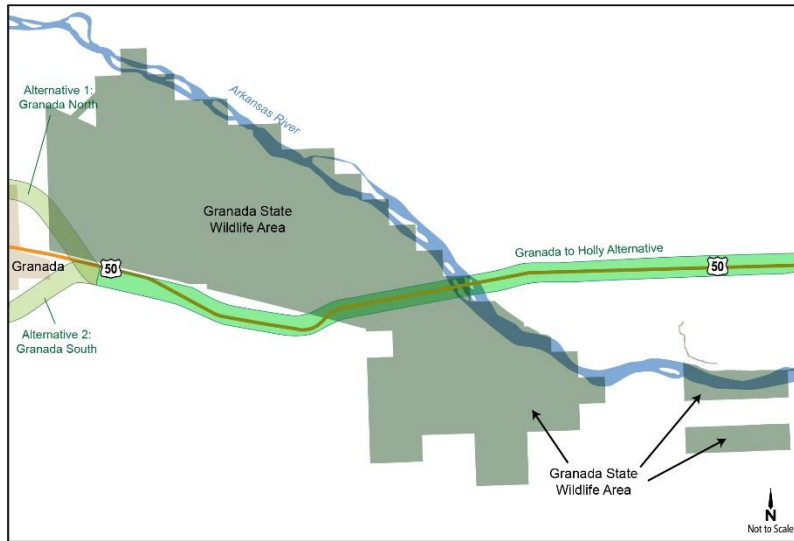 Alternative 1:
Granada North
Arkansas River
Granada State
Wildlife Area
Granada to Holly Alternative
50
Granada
50
Alternative 2:
Granada South
Granada State
Wildlife Area
N
Not to Scale